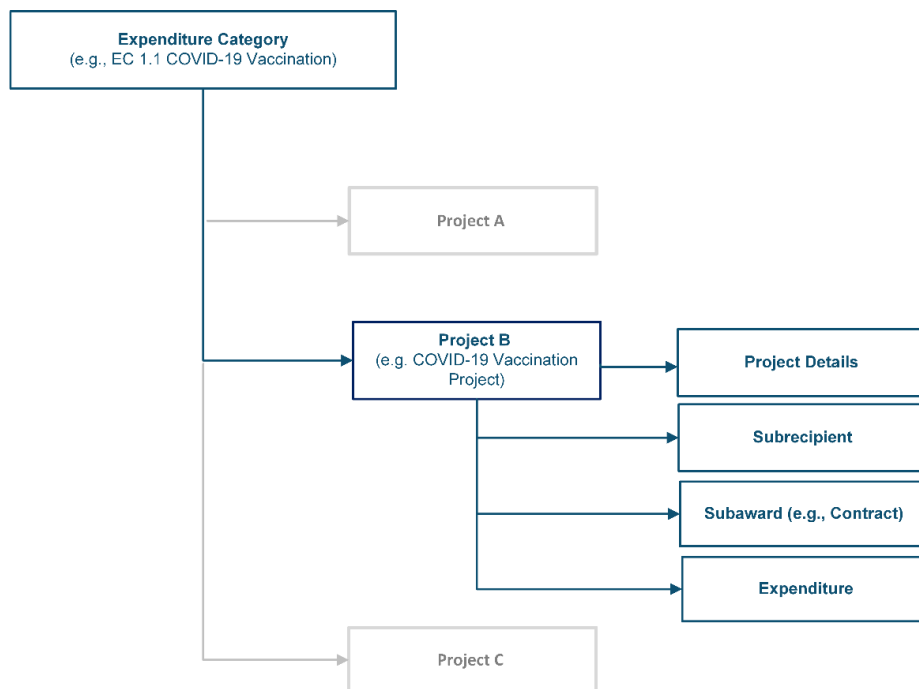 Expenditure Category
(e.g., EC 1.1 COVID-19 Vaccination)
Project A
Project B
(e.g. COVID-19 Vaccination
Project)
Project Details
Subrecipient
Subaward (e.g., Contract)
Expenditure
Project C